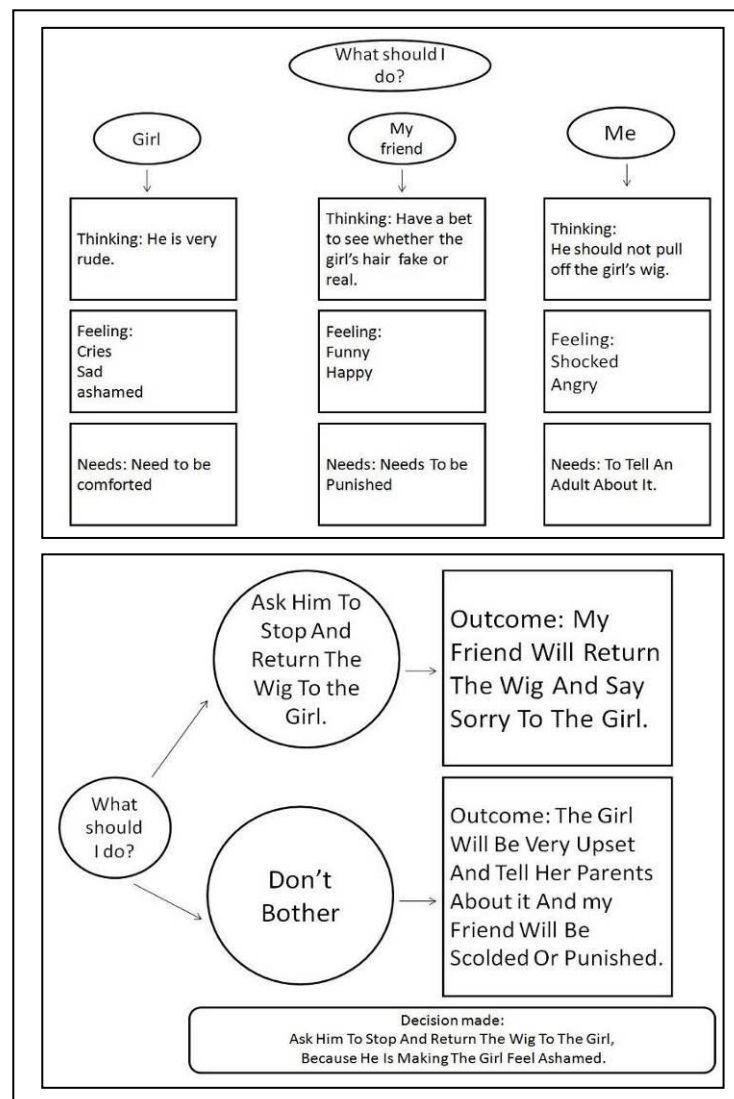 What should I
do?
Girl
My
friend
Me
Thinking: He is very
rude.
Thinking: Have a bet
to see whether the
girl's hair fake or
real.
Thinking:
He should not pull
off the girl's wig.
Feeling:
Cries
Sad
ashamed
Feeling:
Funny
Happy
Feeling:
Shocked
Angry
Needs: Need to be
comforted
Needs: Needs To be
Punished
Needs: To Tell An
Adult About It.
Ask Him To
Stop And
Return The
Wig To the
Girl.
Outcome: My
Friend Will Return
The Wig And Say
Sorry To The Girl.
What
should
I do?
Don't
Bother
Outcome: The Girl
Will Be Very Upset
And Tell Her Parents
About it And my
Friend Will Be
Scolded Or Punished.
Decision made:
Ask Him To Stop And Return The Wig To The Girl,
Because He Is Making The Girl Feel Ashamed.